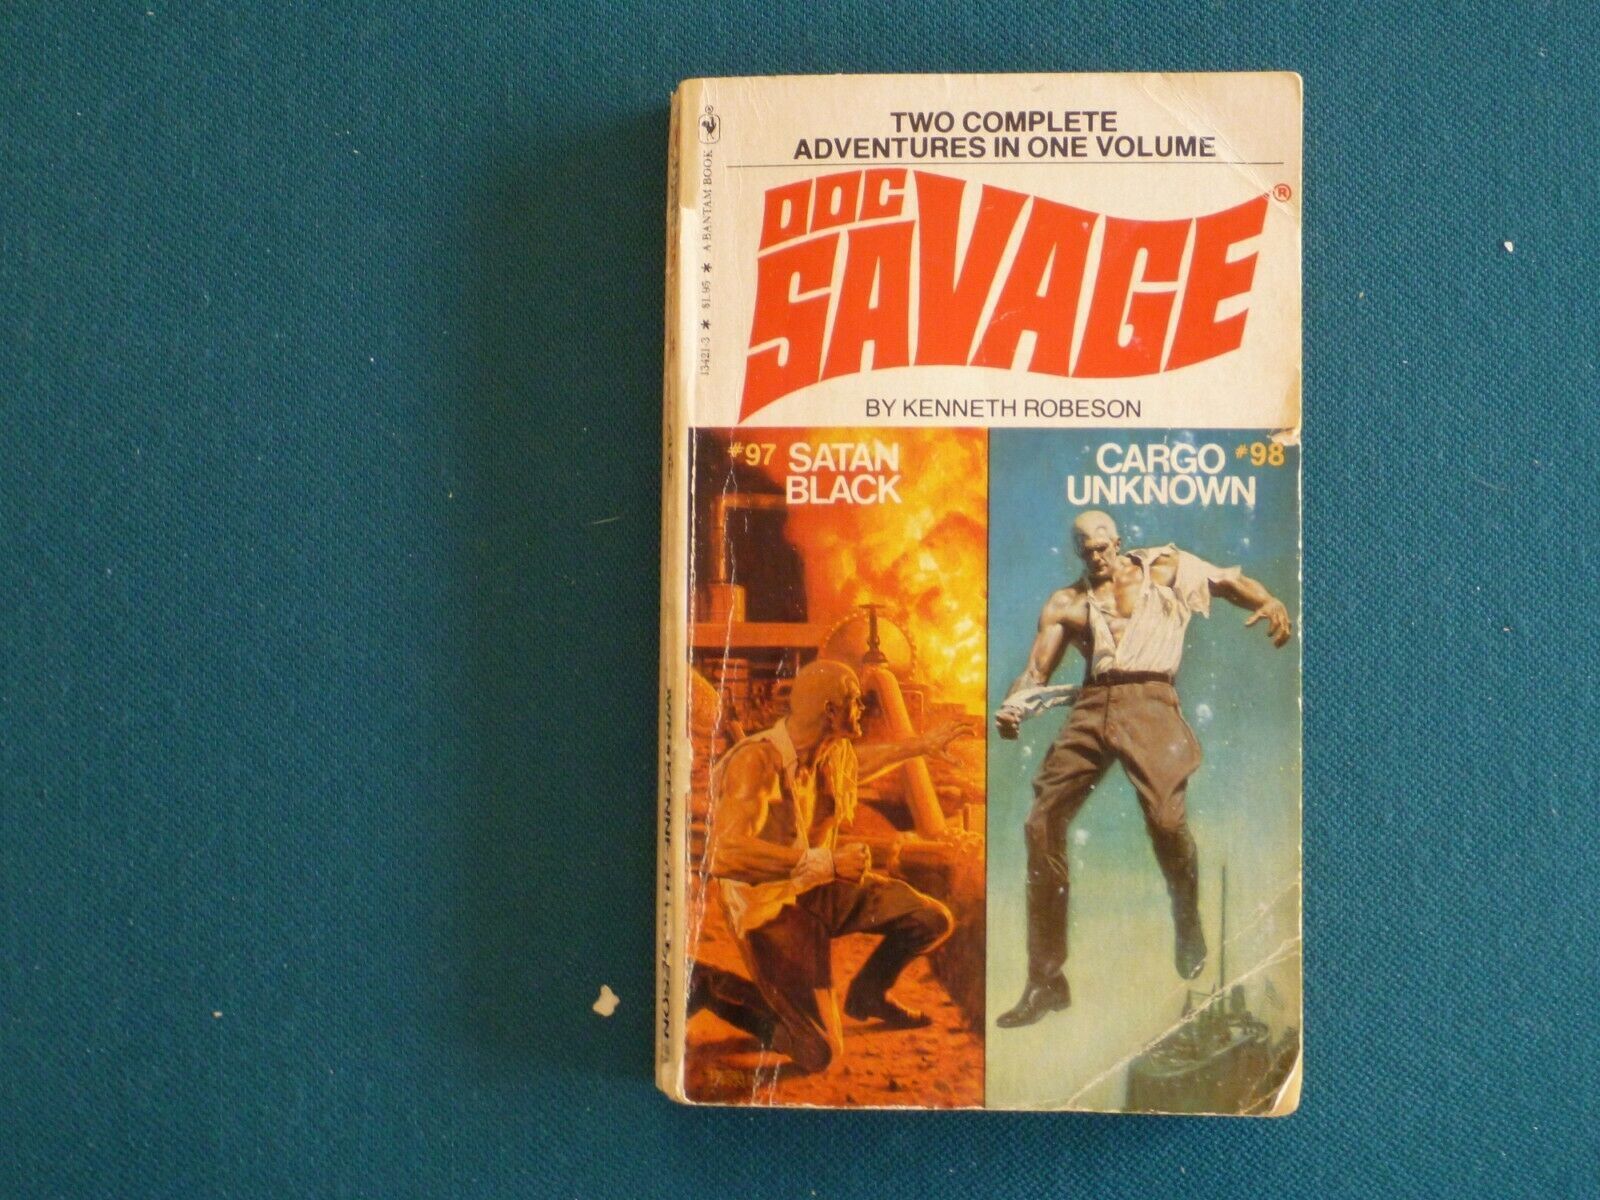 TWO COMPLETE
ADVENTURES IN ONE VOLUME
DOC
SAVAGE®
BY KENNETH ROBESON
#97 SATAN
BLACK
CARGO #98
UNKNOWN
13421-3 * $1.95 * A BANTAM BOOK